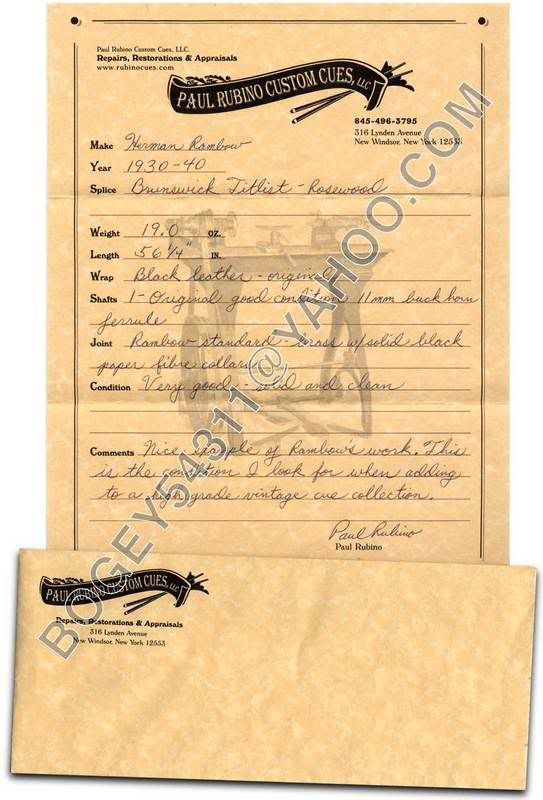 Paul Rubino Custom Cues, LLC.
Repairs, Restorations & Appraisals
www.rubinocues.com
PAUL RUBINO CUSTOM CUES, LLC
845-496-3795
316 Lynden Avenue
New Windsor, New York 12553
Make Herman Rambow
Year 1930-40
Splice Brunswick Titlist - Rosewood
Weight 19.0 OZ.
Length 56 1/4" IN.
Wrap Black leather - original
Shafts 1 - Original good condition 11mm buck horn
ferrule
Joint Rambow standard - brass w/solid black
paper fibre collars
Condition Very good - solid and clean
Comments Nice example of Rambow's work. This
is the condition I look for when adding
to a high grade vintage cue collection.
Paul Rubino
Paul Rubino
BOGEY54311@YAHOO.COM
PAUL RUBINO CUSTOM CUES, LLC
Repairs, Restorations & Appraisals
316 Lynden Avenue
New Windsor, New York 12553